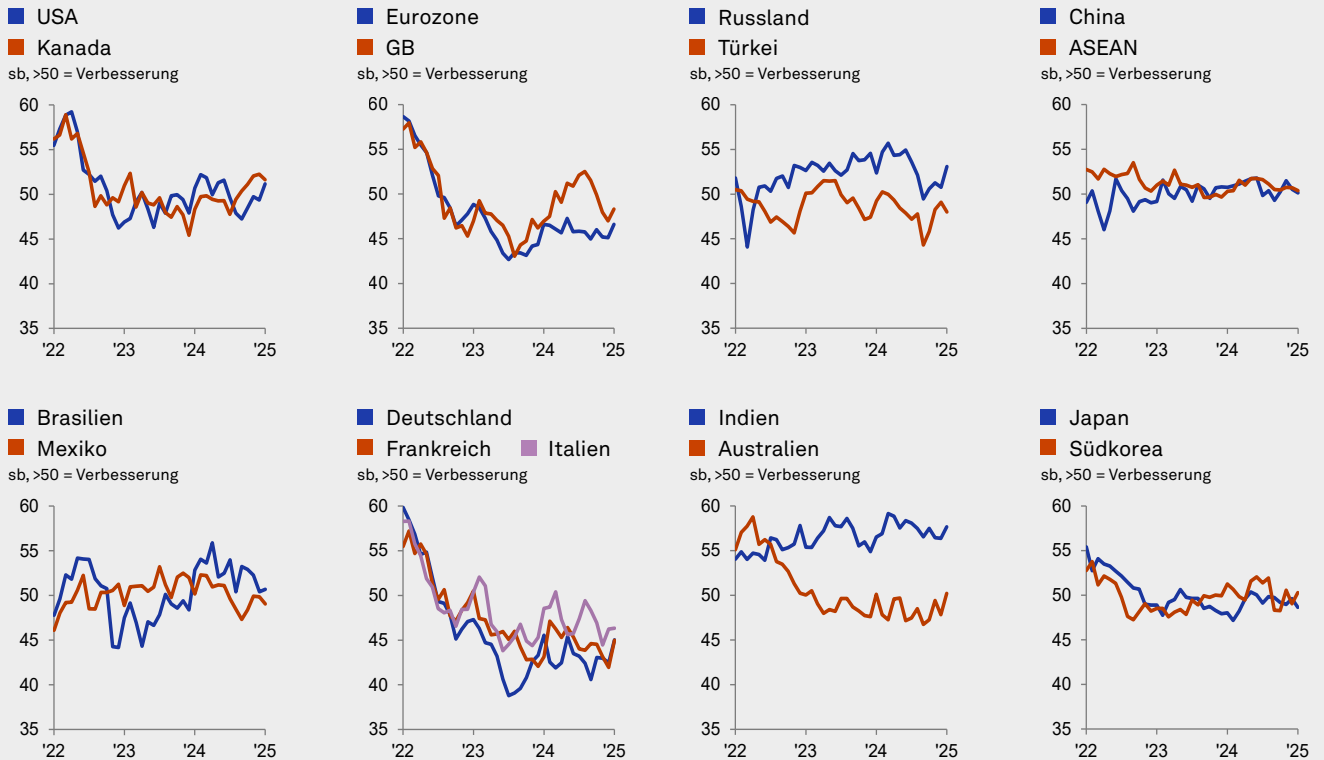 USA
Kanada
sb, >50 = Verbesserung
60
55
50
45
40
35
'22 '23 '24 '25
Eurozone
GB
sb, >50 = Verbesserung
60
55
50
45
40
35
'22 '23 '24 '25
Russland
Türkei
sb, >50 = Verbesserung
60
55
50
45
40
35
'22 '23 '24 '25
China
ASEAN
sb, >50 = Verbesserung
60
55
50
45
40
35
'22 '23 '24 '25
Brasilien
Mexiko
sb, >50 = Verbesserung
60
55
50
45
40
35
'22 '23 '24 '25
Deutschland
Frankreich Italien
sb, >50 = Verbesserung
60
55
50
45
40
35
'22 '23 '24 '25
Indien
Australien
sb, >50 = Verbesserung
60
55
50
45
40
35
'22 '23 '24 '25
Japan
Südkorea
sb, >50 = Verbesserung
60
55
50
45
40
35
'22 '23 '24 '25